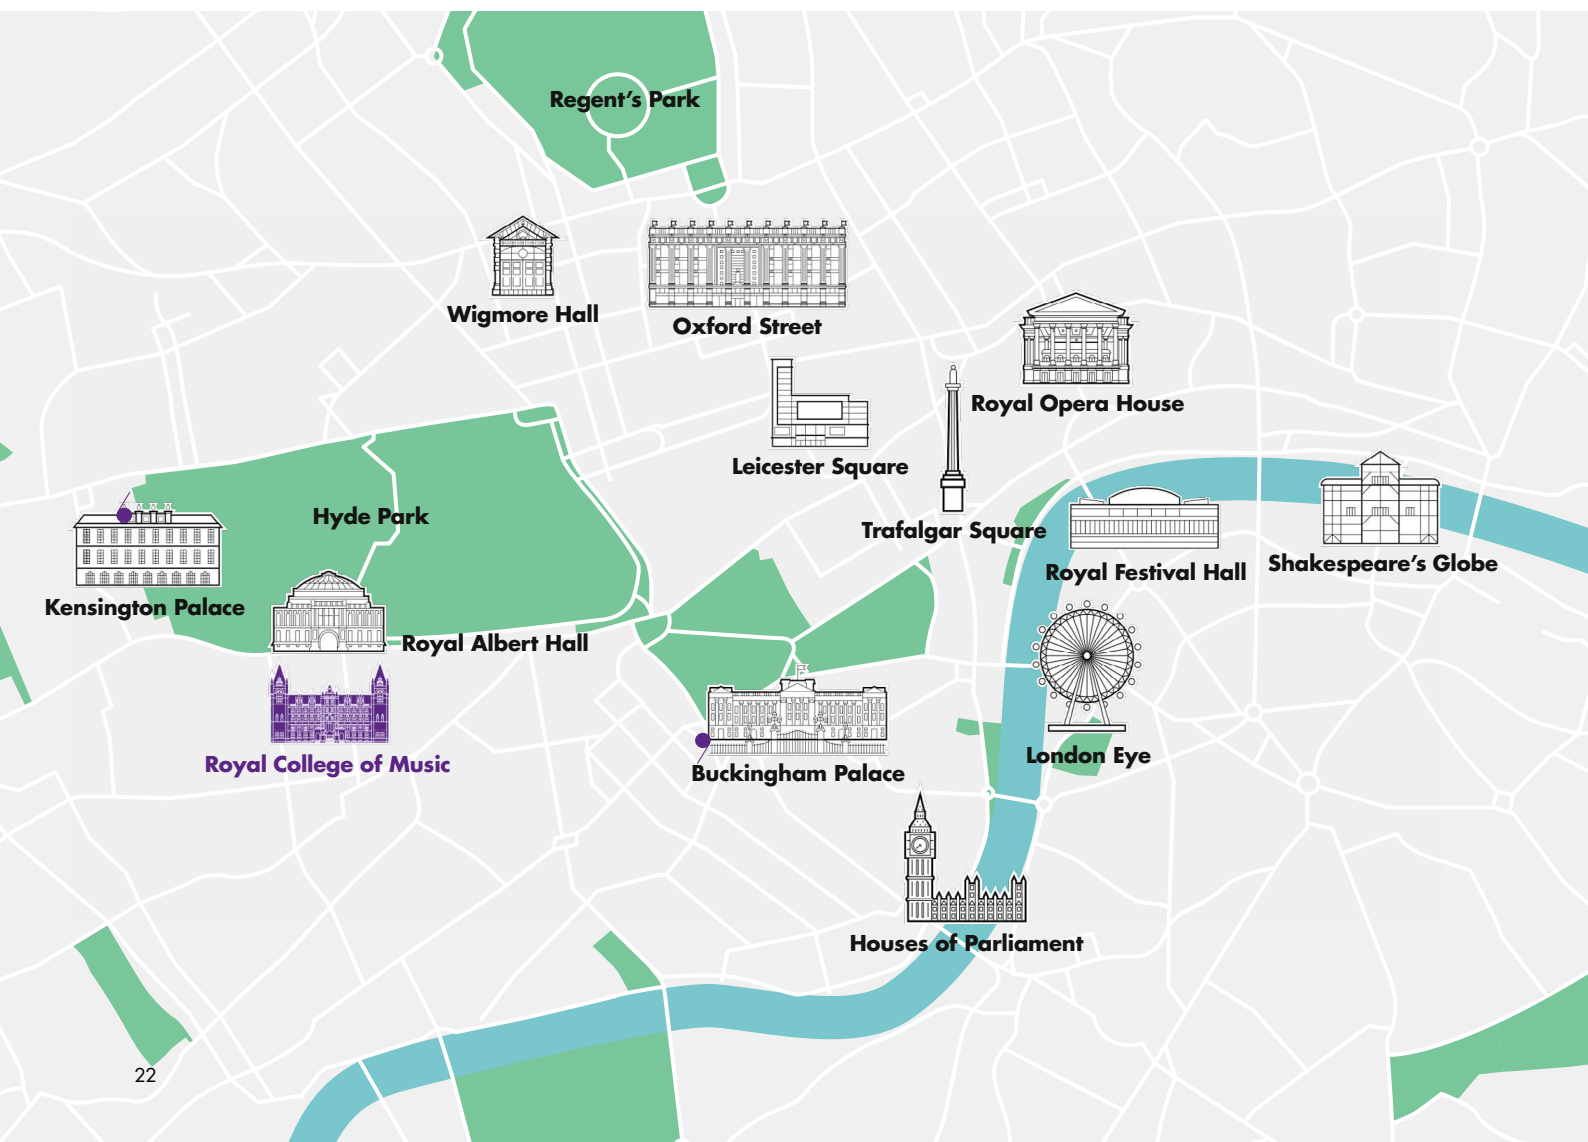 Regent's Park
Wigmore Hall
Oxford Street
Royal Opera House
Leicester Square
Hyde Park
Trafalgar Square
Royal Festival Hall
Shakespeare's Globe
Kensington Palace
Royal Albert Hall
Royal College of Music
London Eye
Buckingham Palace
Houses of Parliament
22